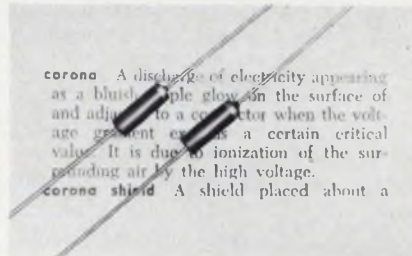 corona A discharge of electricity appearing
as a bluish-purple glow on the surface of
and adjacent to a conductor when the volt-
age gradient exceeds a certain critical
value. It is due to ionization of the sur-
rounding air by the high voltage.
corona shield A shield placed about a